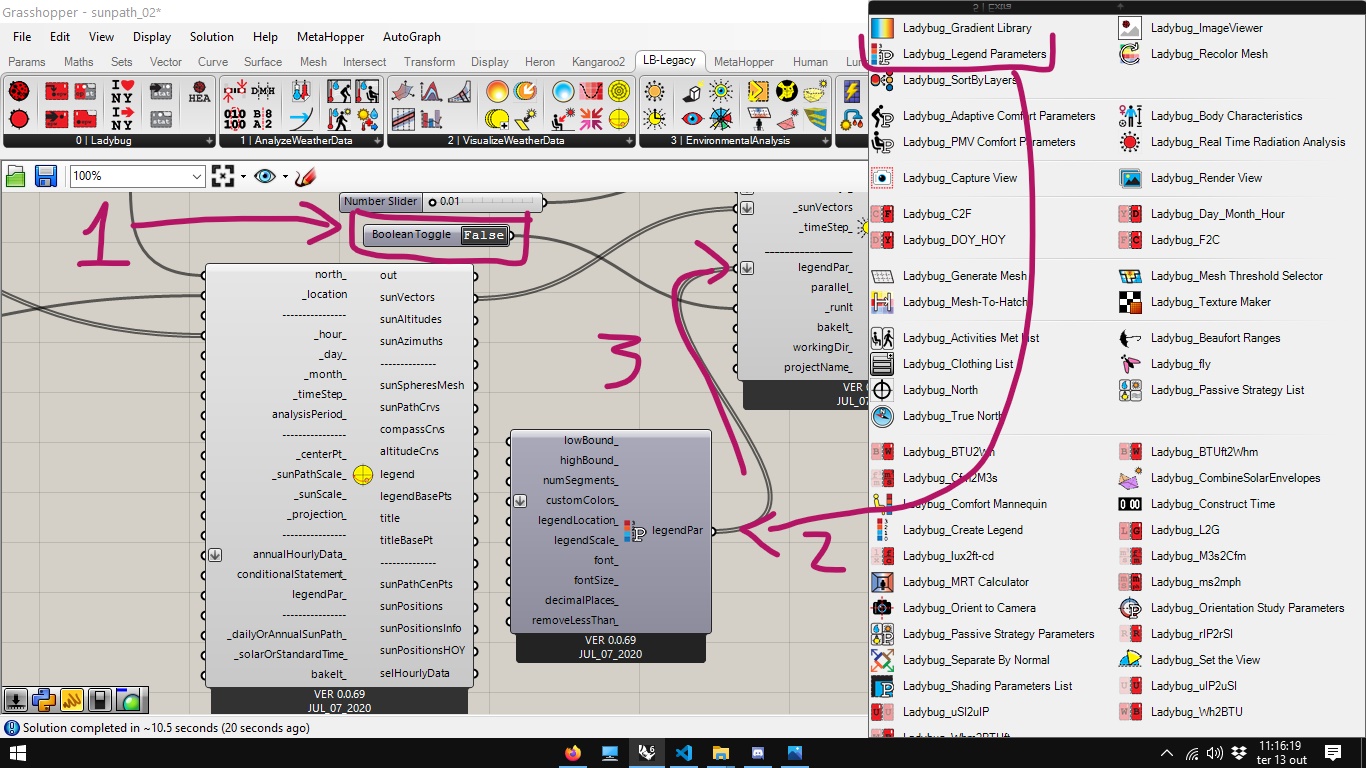 Grasshopper - sunpath_02*
File Edit View Display Solution Help MetaHopper AutoGraph
Params Maths Sets Curve Surface Mesh Intersect Transform Display Heron Kangaroo2 LB-Legacy MetaHopper Human
I NY
HEA
0 | Ladybug
1 | AnalyzeWeatherData
2 | VisualizeWeatherData
3 | EnvironmentalAnalysis
100%
Number Slider 0.01
1
Boolean Toggle False
_sunVectors
_timeStep_
legendPar_
parallel_
_runIt
bakeIt_
workingDir_
projectName_
VER
JUL_07
north_
_location
---------------
_hour_
_day_
_month_
_timeStep_
analysisPeriod_
---------------
_centerPt_
_sunPathScale_
_sunScale_
_projection_
---------------
annualHourlyData_
conditionalStatement_
legendPar_
---------------
_dailyOrAnnualSunPath_
_solarOrStandardTime_
bakeIt_
out
sunVectors
sunAltitudes
sunAzimuths
-------------
sunSpheresMesh
sunPathCrvs
compassCrvs
altitudeCrvs
legend
legendBasePts
title
titleBasePt
-------------
sunPathCenPts
sunPositions
sunPositionsInfo
sunPositionsHOY
selHourlyData
VER 0.0.69
JUL_07_2020
3
lowBound_
highBound_
numSegments_
customColors_
legendLocation_
legendScale_
font_
fontSize_
decimalPlaces_
removeLessThan_
legendPar
VER 0.0.69
JUL_07_2020
2
Ladybug_Gradient Library
Ladybug_ImageViewer
Ladybug_Legend Parameters
Ladybug_Recolor Mesh
Ladybug_SortByLayers
Ladybug_Adaptive Comfort Parameters
Ladybug_Body Characteristics
Ladybug_PMV Comfort Parameters
Ladybug_Real Time Radiation Analysis
Ladybug_Capture View
Ladybug_Render View
Ladybug_C2F
Ladybug_Day_Month_Hour
Ladybug_DOY_HOY
Ladybug_F2C
Ladybug_Generate Mesh
Ladybug_Mesh Threshold Selector
Ladybug_Mesh-To-Hatch
Ladybug_Texture Maker
Ladybug_Activities Met List
Ladybug_Beaufort Ranges
Ladybug_Clothing List
Ladybug_fly
Ladybug_North
Ladybug_Passive Strategy List
Ladybug_True North
Ladybug_BTU2Wh
Ladybug_BTUft2Whm
Ladybug_Cfm2M3s
Ladybug_CombineSolarEnvelopes
Ladybug_Comfort Mannequin
Ladybug_Construct Time
Ladybug_Create Legend
Ladybug_L2G
Ladybug_lux2ft-cd
Ladybug_M3s2Cfm
Ladybug_MRT Calculator
Ladybug_ms2mph
Ladybug_Orient to Camera
Ladybug_Orientation Study Parameters
Ladybug_Passive Strategy Parameters
Ladybug_rIP2rSI
Ladybug_Separate By Normal
Ladybug_Set the View
Ladybug_Shading Parameters List
Ladybug_uIP2uSI
Ladybug_uSI2uIP
Ladybug_Wh2BTU
Solution completed in ~10.5 seconds (20 seconds ago)
11:16:19
ter 13 out